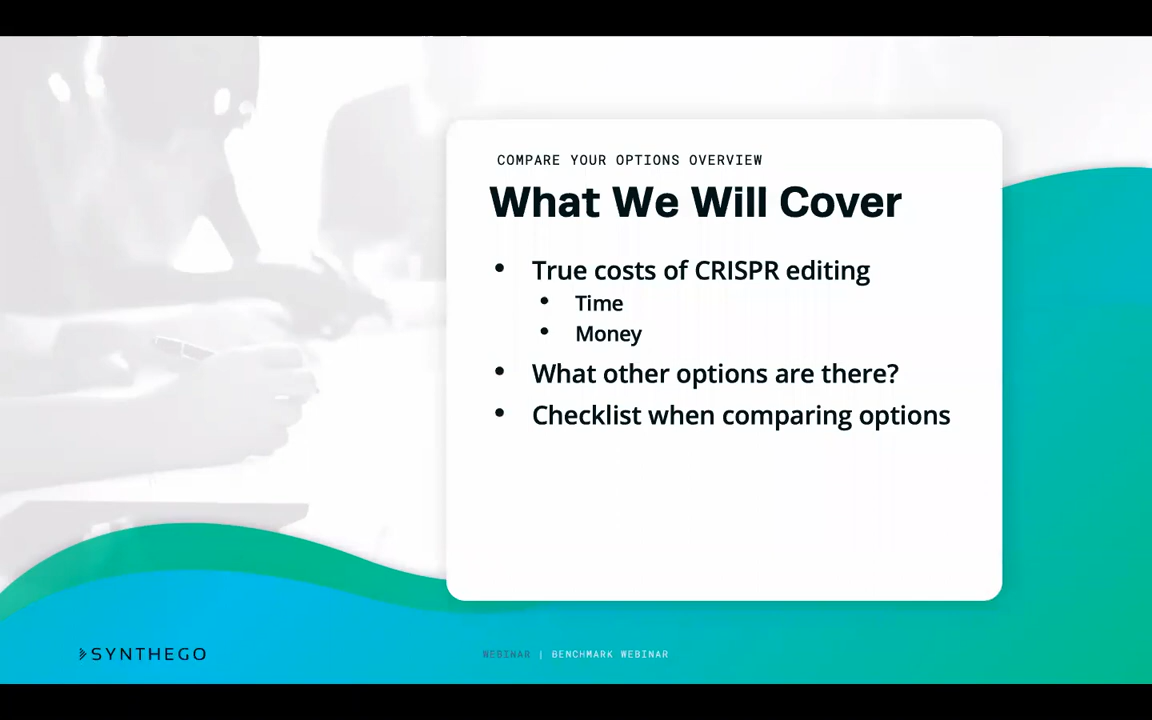 COMPARE YOUR OPTIONS OVERVIEW
What We Will Cover
• True costs of CRISPR editing
• Time
• Money
• What other options are there?
• Checklist when comparing options
SYNTHEGO
WEBINAR | BENCHMARK WEBINAR